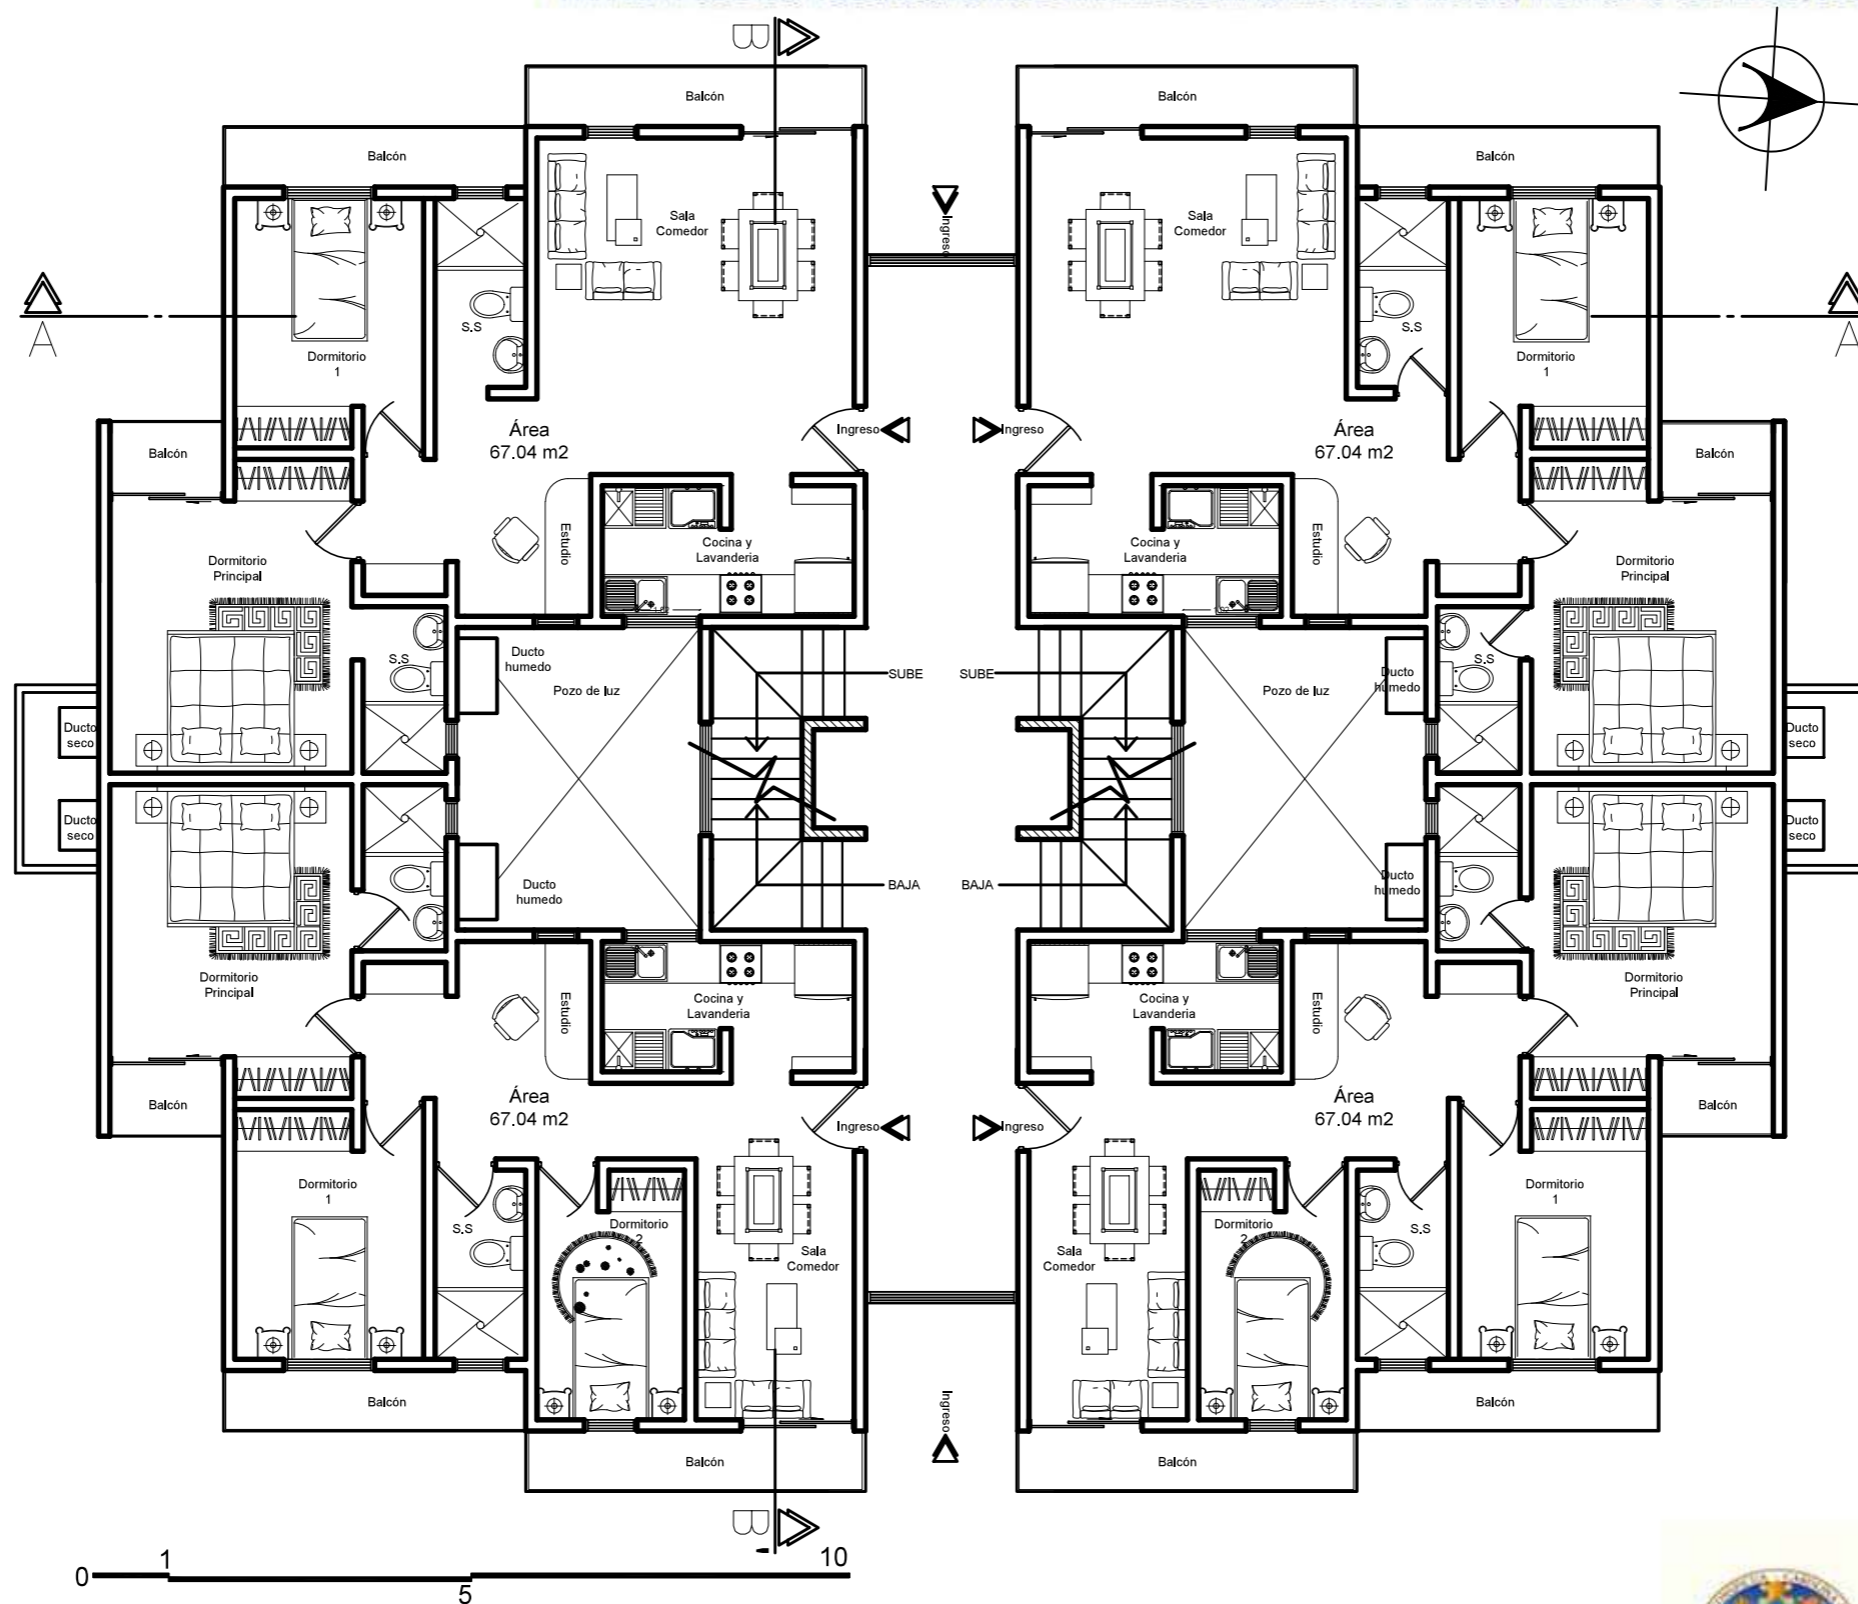 B
Balcón
Balcón
Balcón
Balcón
Ingreso
Sala
Comedor
Sala
Comedor
A
S.S
S.S
A
Dormitorio
1
Dormitorio
1
Área
67.04 m2
Ingreso
Ingreso
Área
67.04 m2
Balcón
Balcón
Estudio
Cocina y
Lavanderia
Cocina y
Lavanderia
Estudio
Dormitorio
Principal
Dormitorio
Principal
S.S
Ducto
humedo
Pozo de luz
SUBE
SUBE
Pozo de luz
Ducto
humedo
S.S
Ducto
seco
Ducto
seco
Ducto
seco
Ducto
seco
Ducto
humedo
BAJA
BAJA
Ducto
humedo
Dormitorio
Principal
Dormitorio
Principal
Estudio
Cocina y
Lavanderia
Cocina y
Lavanderia
Estudio
Balcón
Área
67.04 m2
Ingreso
Ingreso
Área
67.04 m2
Balcón
Dormitorio
1
S.S
Dormitorio
2
Sala
Comedor
Sala
Comedor
Dormitorio
2
S.S
Dormitorio
1
Balcón
Ingreso
Balcón
Balcón
Balcón
B
0
1
5
10